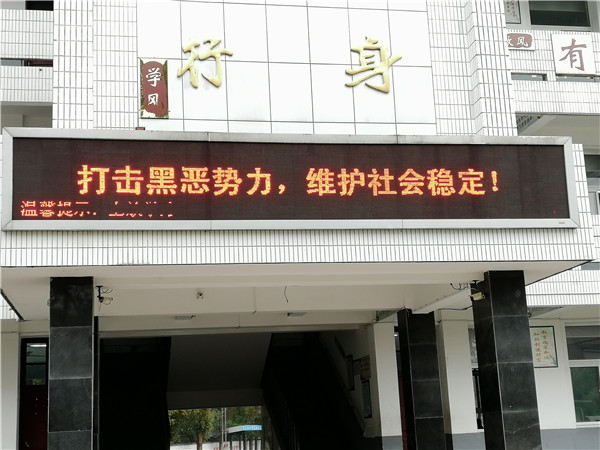 行 身
学风
有
打击黑恶势力，维护社会稳定！
温馨提示：